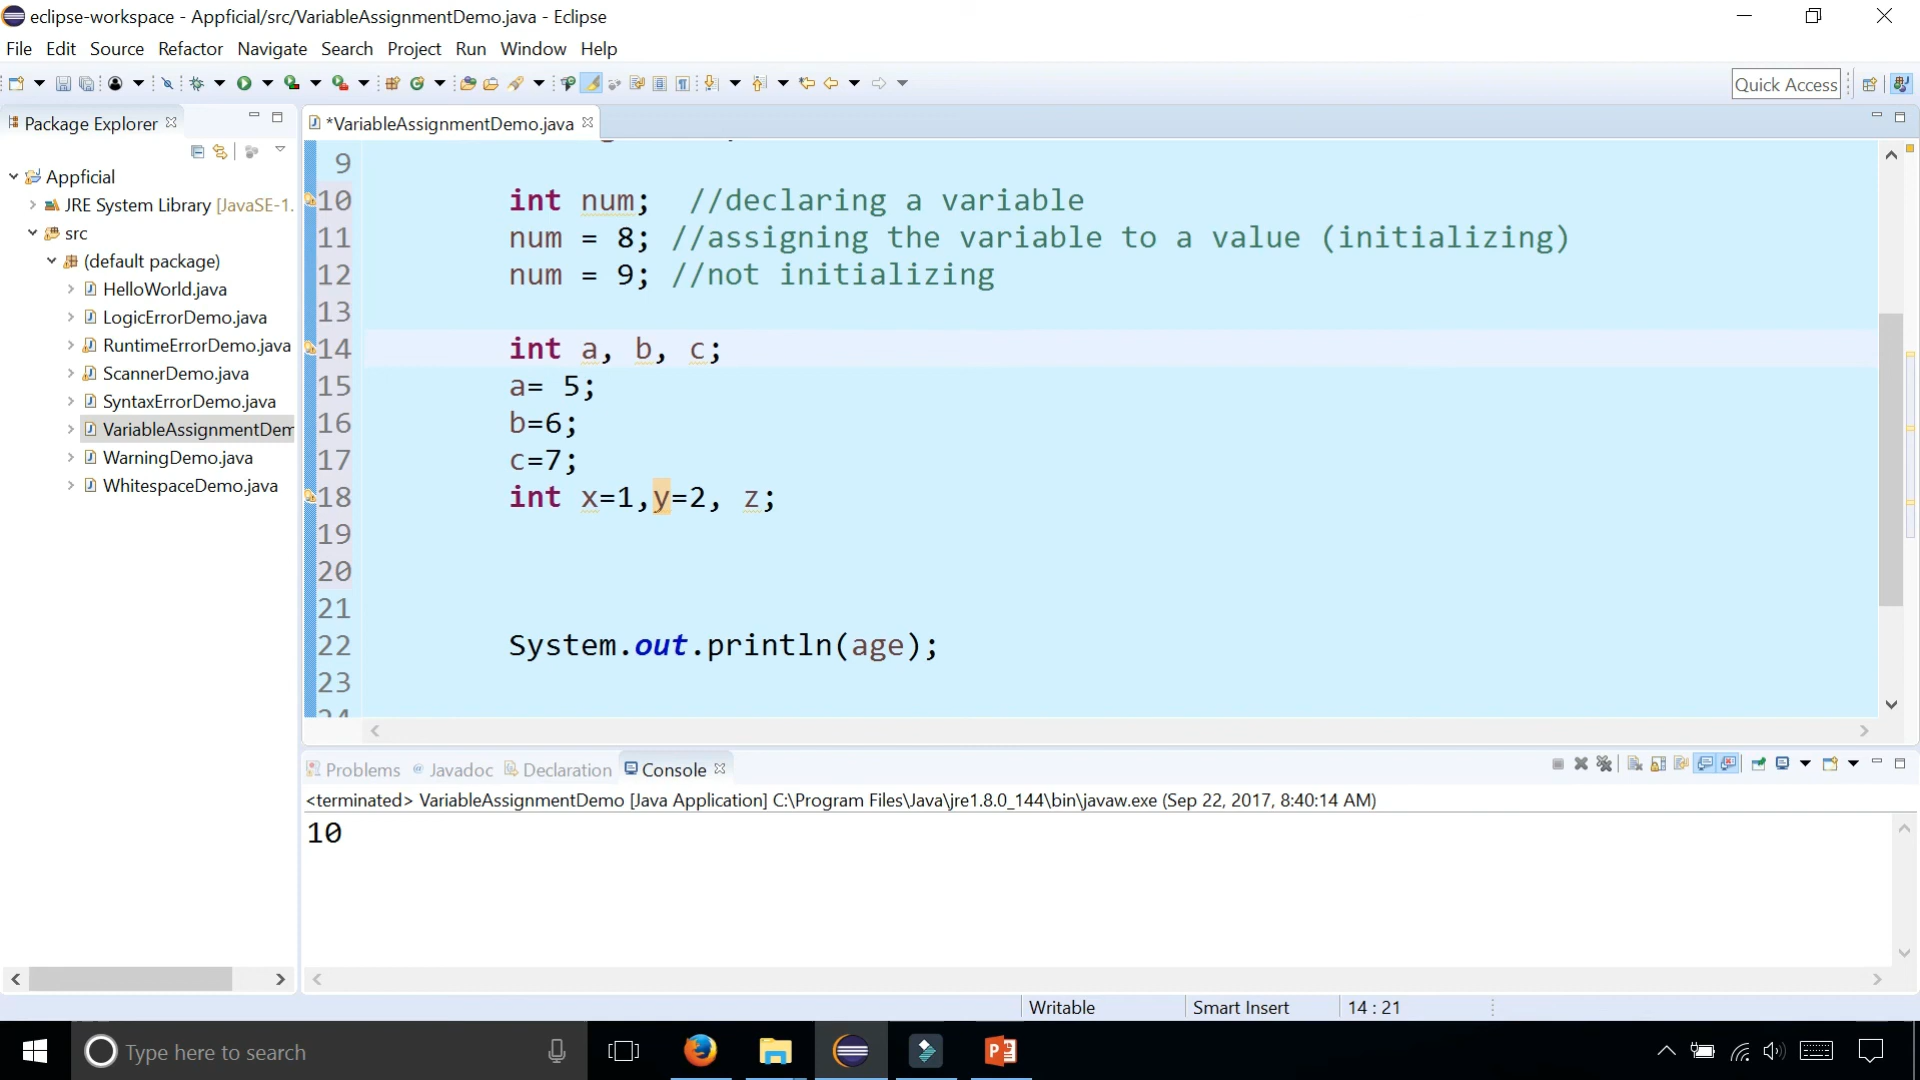 eclipse-workspace - Appficial/src/VariableAssignmentDemo.java - Eclipse
File Edit Source Refactor Navigate Search Project Run Window Help
Quick Access
Package Explorer
*VariableAssignmentDemo.java
Appficial
JRE System Library [JavaSE-1.
src
(default package)
HelloWorld.java
LogicErrorDemo.java
RuntimeErrorDemo.java
ScannerDemo.java
SyntaxErrorDemo.java
VariableAssignmentDem
WarningDemo.java
WhitespaceDemo.java
9
10 int num; //declaring a variable
11 num = 8; //assigning the variable to a value (initializing)
12 num = 9; //not initializing
13
14 int a, b, c;
15 a= 5;
16 b=6;
17 c=7;
18 int x=1,y=2, z;
19
20
21
22 System.out.println(age);
23
24
Problems Javadoc Declaration Console
<terminated> VariableAssignmentDemo [Java Application] C:\Program Files\Java\jre1.8.0_144\bin\javaw.exe (Sep 22, 2017, 8:40:14 AM)
10
Writable Smart Insert 14 : 21
Type here to search